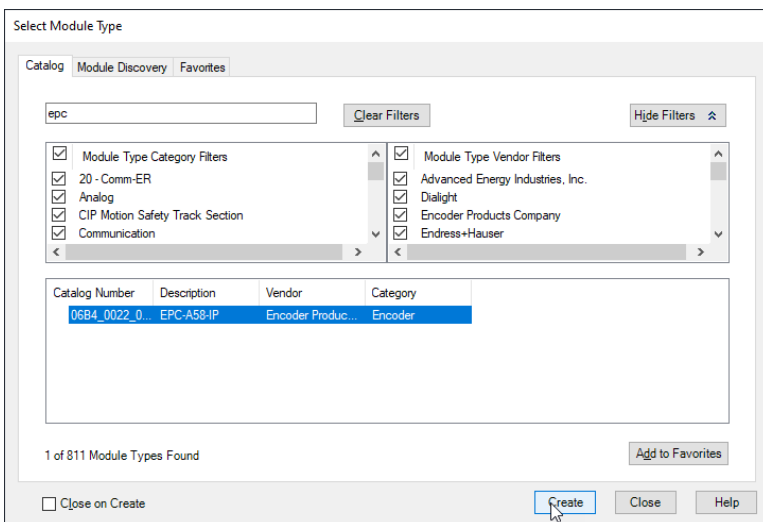 Select Module Type
Catalog Module Discovery Favorites
epc Clear Filters Hide Filters
Module Type Category Filters Module Type Vendor Filters
20 - Comm-ER Advanced Energy Industries, Inc.
Analog Dialight
CIP Motion Safety Track Section Encoder Products Company
Communication Endress+Hauser
Catalog Number Description Vendor Category
06B4_0022_0... EPC-A58-IP Encoder Produc... Encoder
1 of 811 Module Types Found Add to Favorites
Close on Create Create Close Help